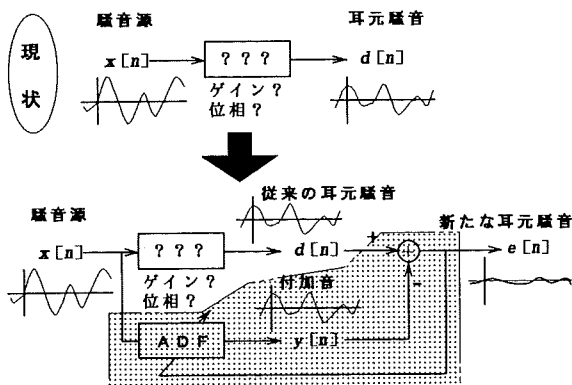 騒音源
耳元騒音
現状
x[n]
???
d[n]
ゲイン?
位相?
従来の耳元騒音
騒音源
新たな耳元騒音
x[n]
???
d[n]
+
e[n]
ゲイン?
位相?
付加音
-
ADF
y[n]